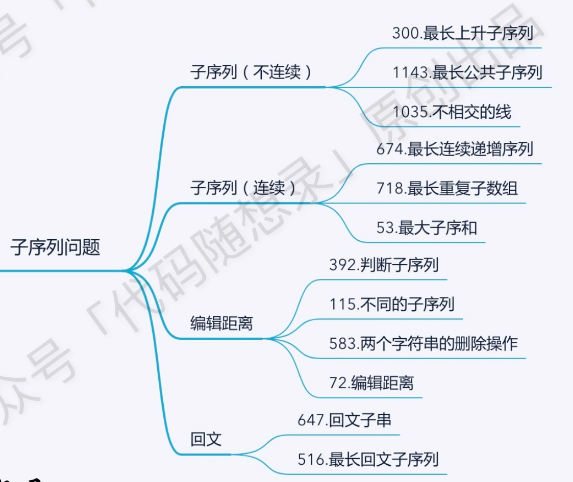 子序列问题
子序列（不连续）
300.最长上升子序列
1143.最长公共子序列
1035.不相交的线
子序列（连续）
674.最长连续递增序列
718.最长重复子数组
53.最大子序和
编辑距离
392.判断子序列
115.不同的子序列
583.两个字符串的删除操作
72.编辑距离
回文
647.回文子串
516.最长回文子序列
众号「代码随想录」原创出品
号